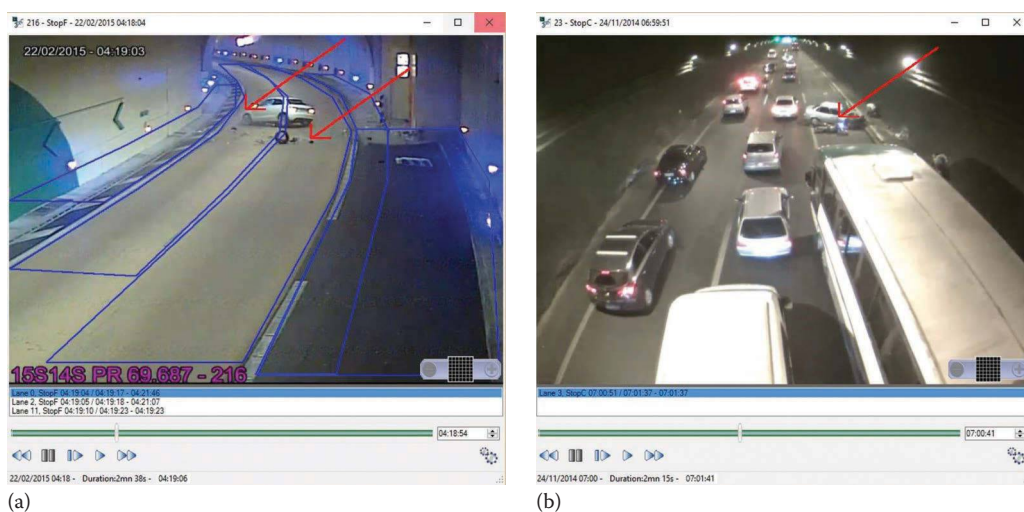 216 - StopF - 22/02/2015 04:18:04
22/02/2015 - 04:19:03
15S14S PR 69.687 - 216
Lane 0, StopF 04:19:04 / 04:19:17 - 04:21:46
Lane 2, StopF 04:19:05 / 04:19:18 - 04:21:07
Lane 11, StopF 04:19:10 / 04:19:23 - 04:19:23
04:18:54
22/02/2015 04:18 - Duration:2mn 38s - 04:19:06
(a)
23 - StopC - 24/11/2014 06:59:51
Lane 3, StopC 07:00:51 / 07:01:37 - 07:01:37
07:00:41
24/11/2014 07:00 - Duration:2mn 15s - 07:01:41
(b)